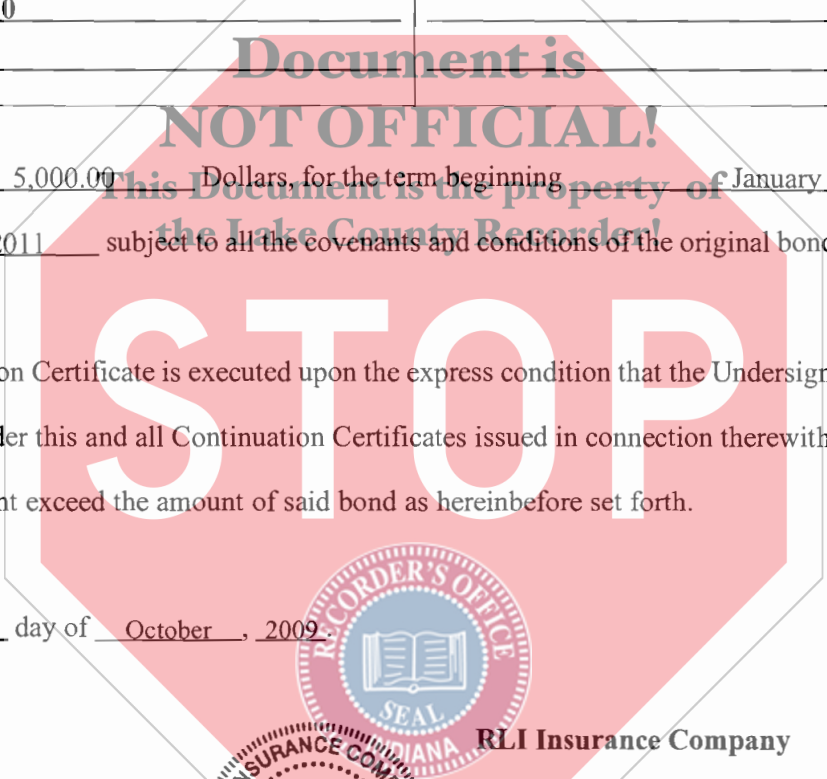 0
Document is
NOT OFFICIAL!
5,000.00 Dollars, for the term beginning January
This Document is the property of
the Lake County Recorder!
2011 subject to all the covenants and conditions of the original bond
STOP
on Certificate is executed upon the express condition that the Undersign
der this and all Continuation Certificates issued in connection therewith
nt exceed the amount of said bond as hereinbefore set forth.
RECORDER'S OFFICE
SEAL
INDIANA
day of October , 2009 .
RLI Insurance Company
NSURANCE COM